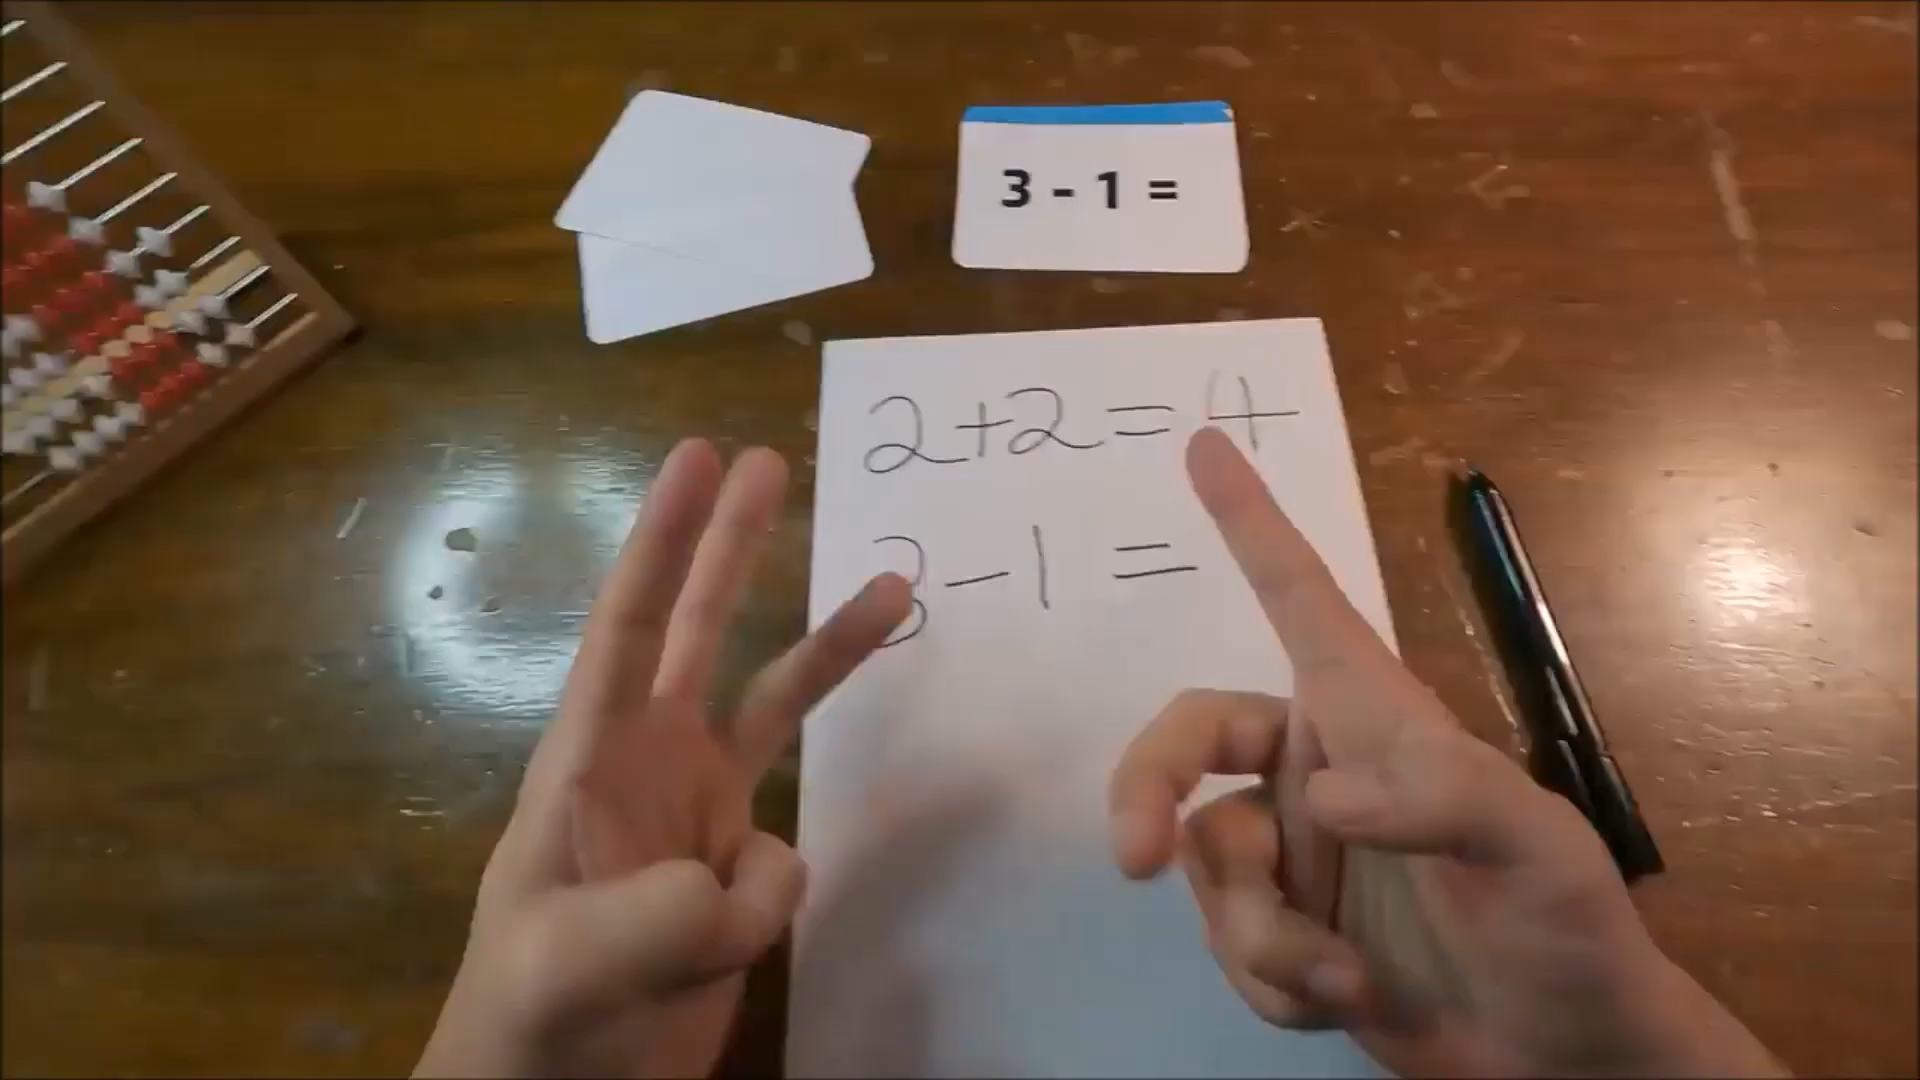 3 - 1 =
2+2=4
3-1 =